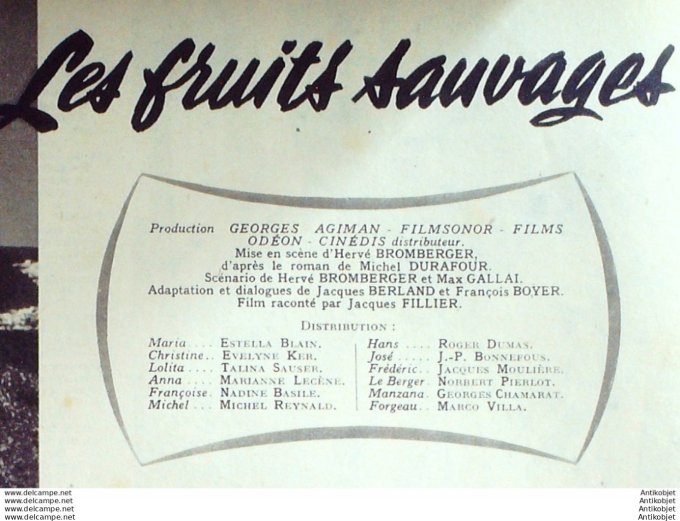 Les fruits sauvages
Production GEORGES AGIMAN - FILMSONOR - FILMS
ODÉON - CINÉDIS distributeur.
Mise en scène d'Hervé BROMBERGER,
d'après le roman de Michel DURAFOUR.
Scénario de Hervé BROMBERGER et Max GALLAI.
Adaptation et dialogues de Jacques BERLAND et François BOYER.
Film raconté par Jacques FILLIER.
DISTRIBUTION :
Maria ... ESTELLA BLAIN.
Christine.. EVELYNE KER.
Lolita .... TALINA SAUSER.
Anna .... MARIANNE LECÈNE.
Françoise. NADINE BASILE.
Michel ... MICHEL REYNALD.
Hans .... ROGER DUMAS.
José ..... J.-P. BONNEFOUS.
Frédéric.. JACQUES MOULIÈRE.
Le Berger. NORBERT PIERLOT.
Manzana. GEORGES CHAMARAT.
Forgeau.. MARCO VILLA.
www.delcampe.net
www.delcampe.net
www.delcampe.net
www.delcampe.net
Antikobjet
Antikobjet
Antikobjet
Antikobjet